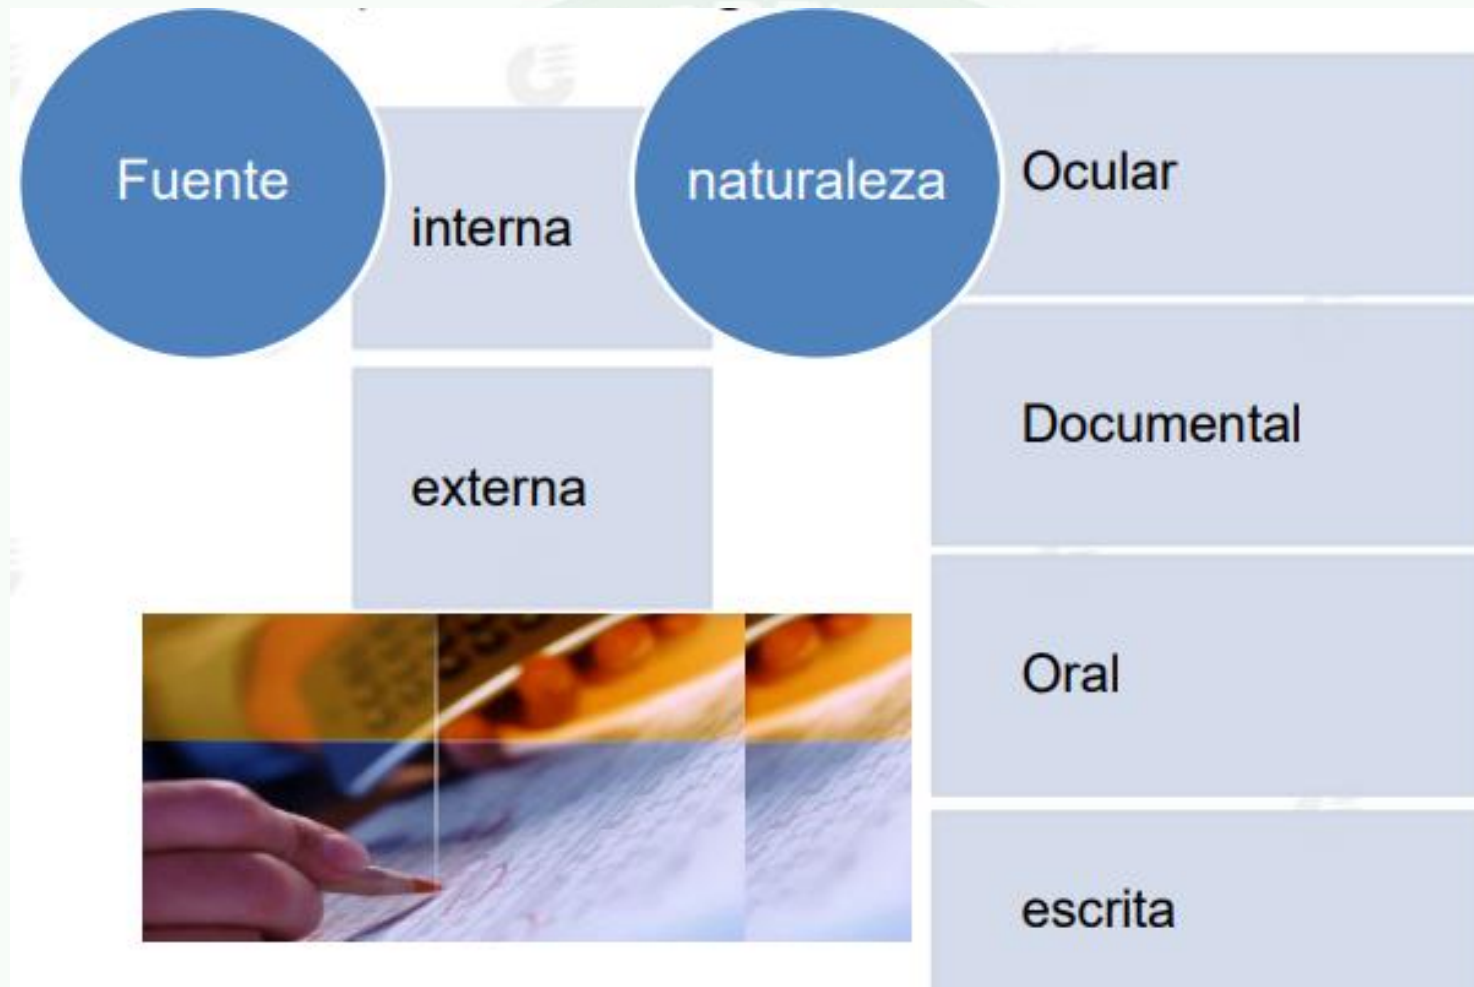 Fuente
interna
externa
naturaleza
Ocular
Documental
Oral
escrita